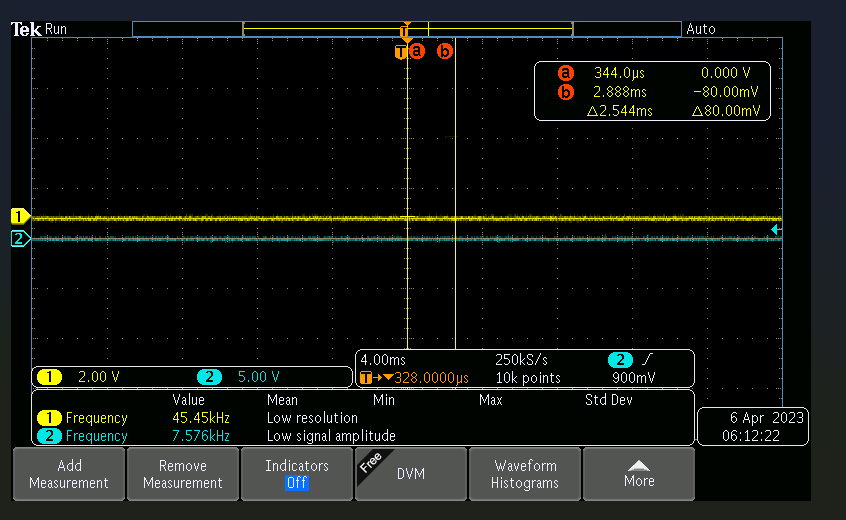 Tek Run Auto
T
T a b
a 344.0µs 0.000 V
b 2.888ms −80.00mV
△2.544ms △80.00mV
1
2
1 2.00 V 2 5.00 V
4.00ms 250kS/s 2
T→▼328.0000µs 10k points 900mV
Value Mean Min Max Std Dev
1 Frequency 45.45kHz Low resolution
2 Frequency 7.576kHz Low signal amplitude
6 Apr 2023
06:12:22
Add Measurement
Remove Measurement
Indicators
Off
Free
DVM
Waveform Histograms
More